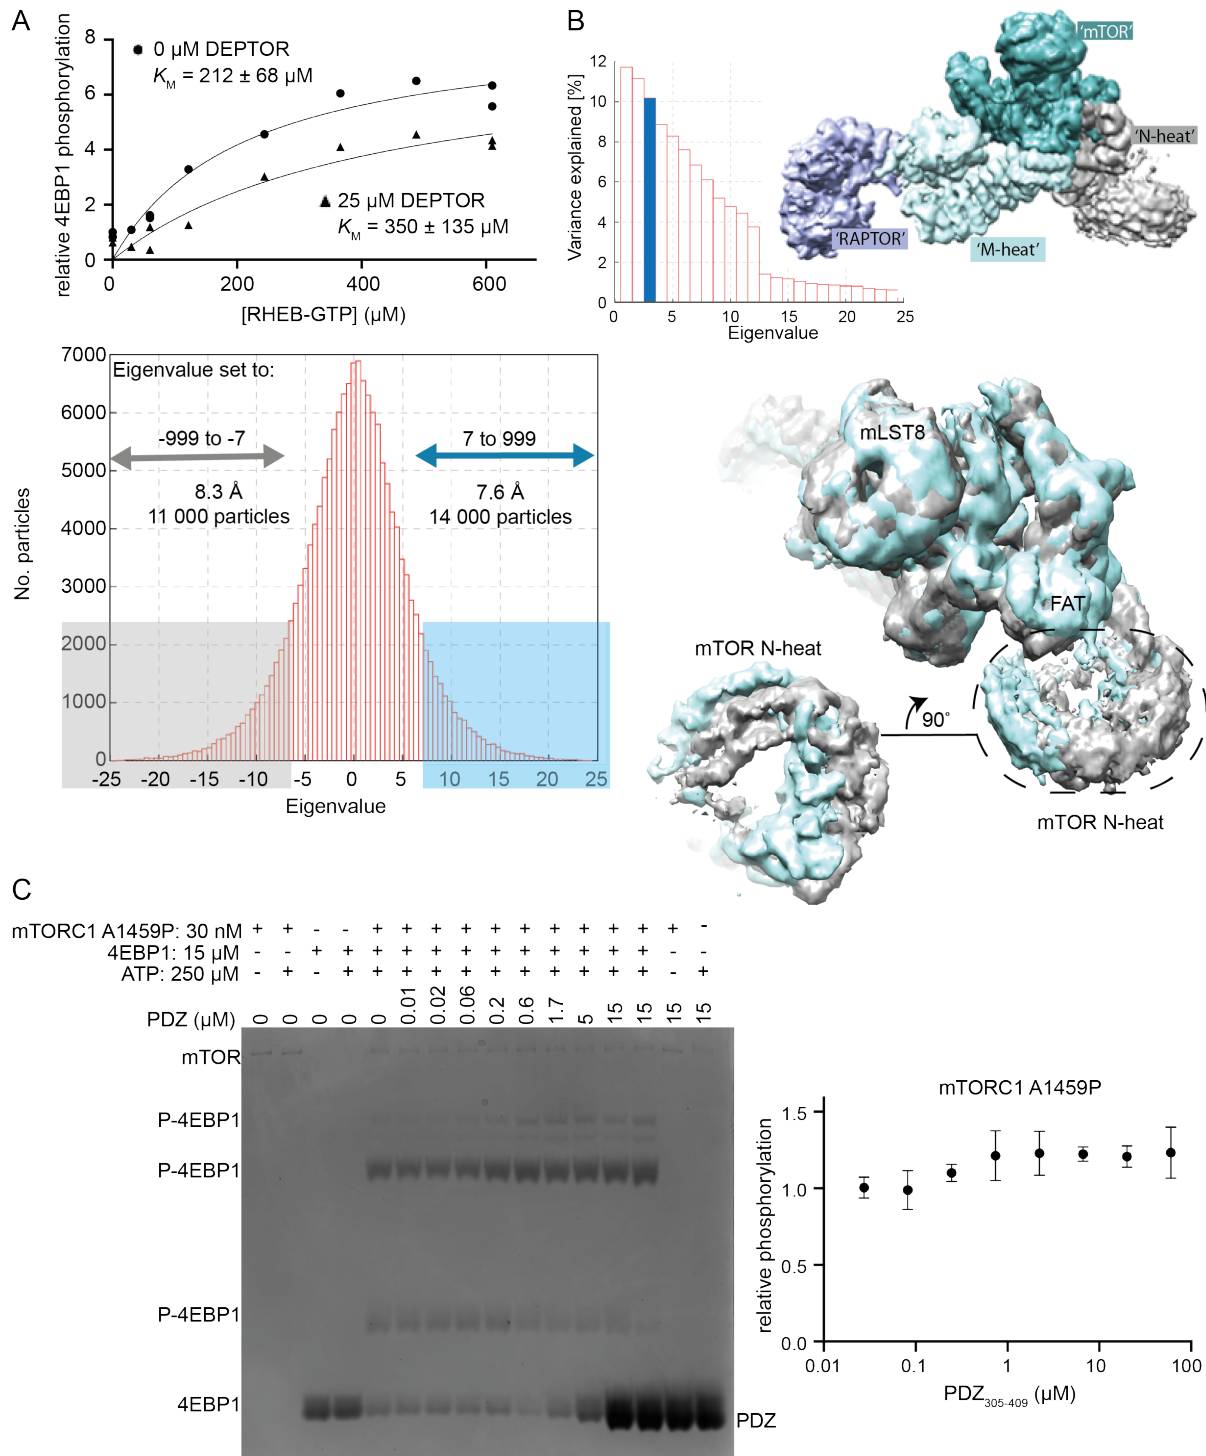 A
relative 4EBP1 phosphorylation
8
6
4
2
0
0 µM DEPTOR
KM = 212 ± 68 µM
25 µM DEPTOR
KM = 350 ± 135 µM
0
200
400
600
[RHEB-GTP] (µM)
B
Variance explained [%]
12
10
8
6
4
2
0
0
5
10
15
20
25
Eigenvalue
'mTOR'
'N-heat'
'RAPTOR'
'M-heat'
No. particles
7000
6000
5000
4000
3000
2000
1000
0
Eigenvalue set to:
-999 to -7
7 to 999
8.3 Å
11 000 particles
7.6 Å
14 000 particles
-25
-20
-15
-10
-5
0
5
10
15
20
25
Eigenvalue
mLST8
FAT
mTOR N-heat
90°
mTOR N-heat
C
mTORC1 A1459P: 30 nM + + - - + + + + + + + + + + -
4EBP1: 15 µM - - + + + + + + + + + + + - -
ATP: 250 µM - + - + + + + + + + + + + - +
PDZ (µM) 0 0 0 0 0 0.01 0.02 0.06 0.2 0.6 1.7 5 15 15 15 15
mTOR
P-4EBP1
P-4EBP1
P-4EBP1
4EBP1
PDZ
mTORC1 A1459P
relative phosphorylation
1.5
1.0
0.5
0.0
0.01
0.1
1
10
100
PDZ305-409 (µM)